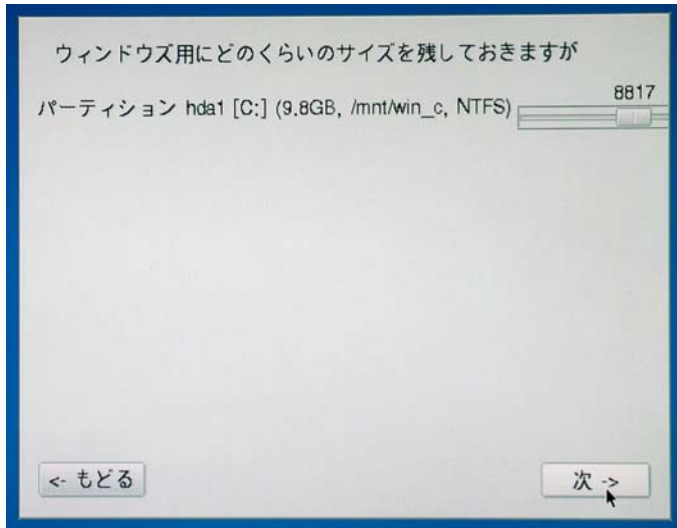 ウィンドウズ用にどのくらいのサイズを残しておきますが
8817
パーティション hda1 [C:] (9.8GB, /mnt/win_c, NTFS)
<- もどる
次 ->